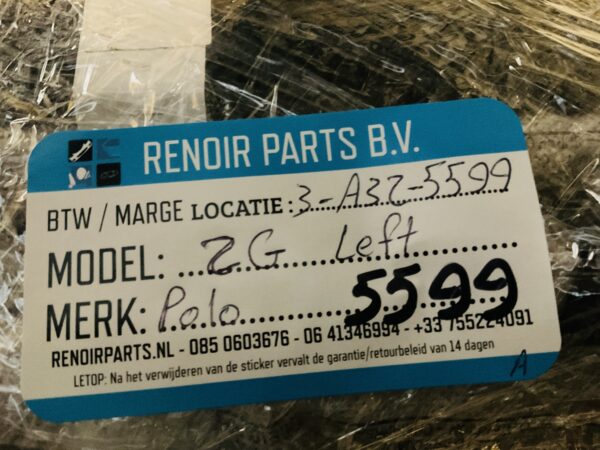 RENOIR PARTS B.V.
BTW / MARGE LOCATIE: 3-A32-5599
MODEL: 2G Left
MERK: Polo 5599
RENOIRPARTS.NL - 085 0603676 - 06 41346994 - +33 755224091
LETOP: Na het verwijderen van de sticker vervalt de garantie/retourbeleid van 14 dagen
A